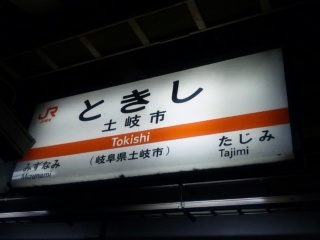 JR
ときし
土岐市
Tokishi
(岐阜県土岐市)
みずなみ
Mizunami
たじみ
Tajimi